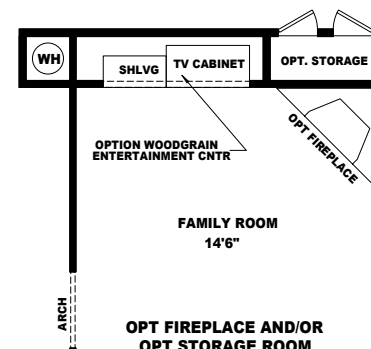 WH
SHLVG
TV CABINET
OPT. STORAGE
OPTION WOODGRAIN
ENTERTAINMENT CNTR
OPT FIREPLACE
FAMILY ROOM
14'6"
ARCH
OPT FIREPLACE AND/OR
OPT STORAGE ROOM